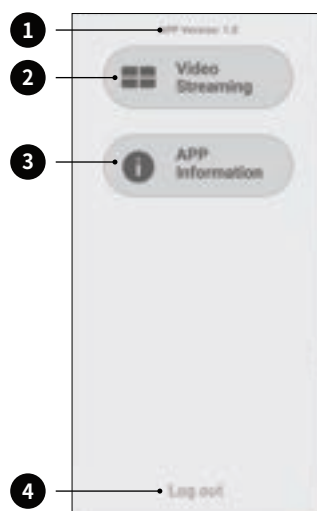 1
APP Version 1.0
2
Video
Streaming
3
APP
Information
4
Log out